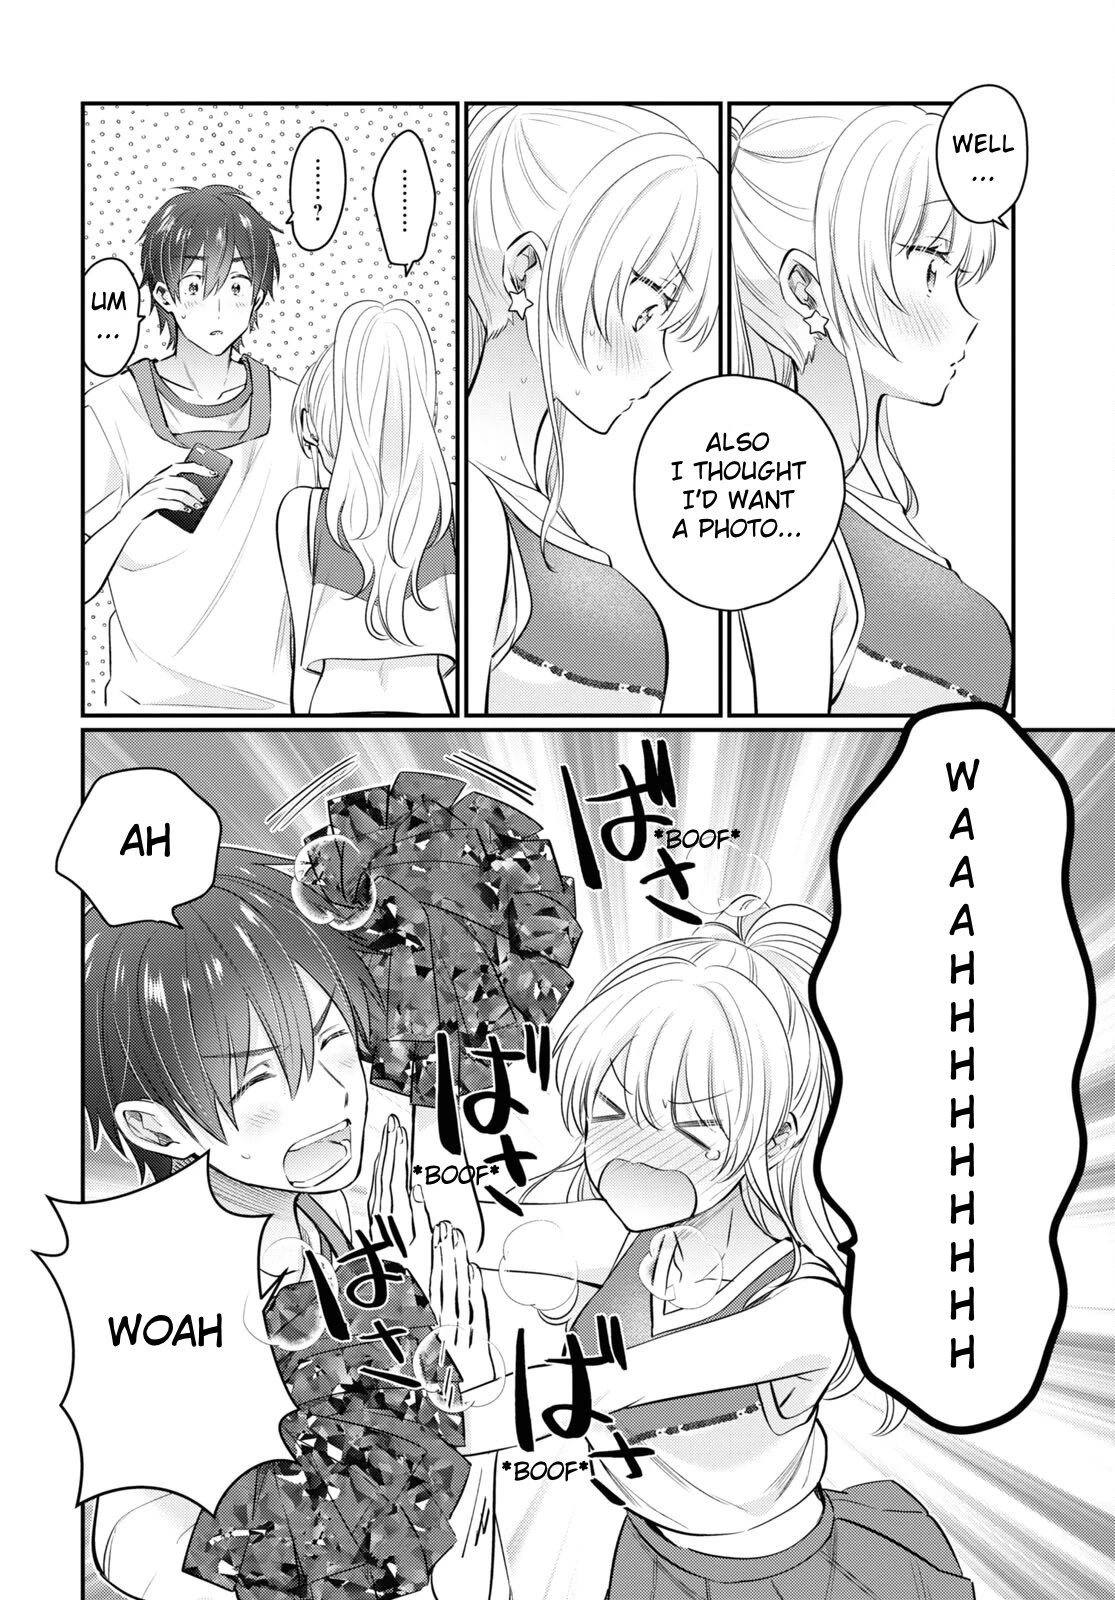 WELL
...
ALSO
I THOUGHT
I'D WANT
A PHOTO...
.........
......?
UM
...
WAAAHHHHHHHHH
ばさ
*BOOF*
AH
ばさ
*BOOF*
ばさ
ばさ
*BOOF*
WOAH